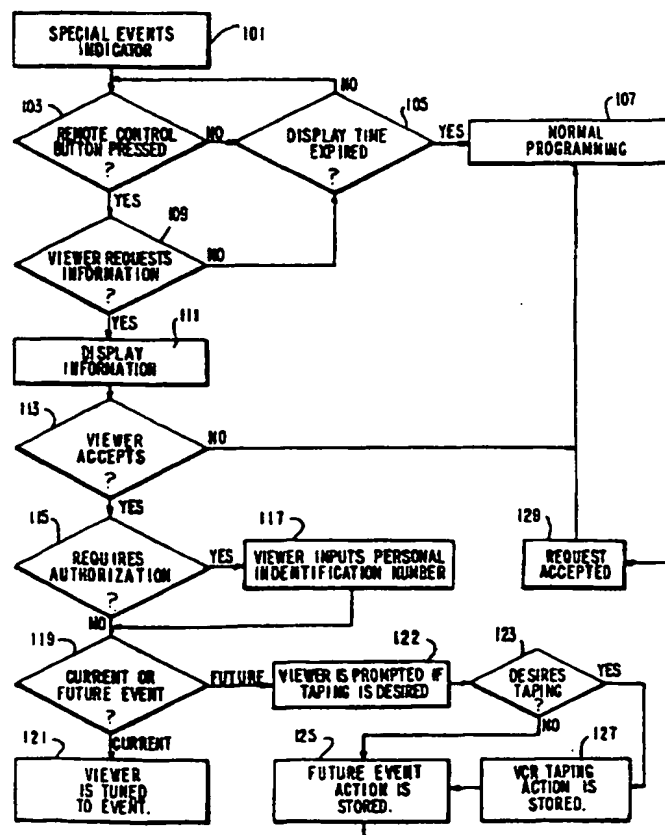 SPECIAL EVENTS
INDICATOR
101
NO
103
105
107
REMOTE CONTROL
BUTTON PRESSED
?
NO
DISPLAY TIME
EXPIRED
?
YES
NORMAL
PROGRAMMING
YES
109
VIEWER REQUESTS
INFORMATION
?
NO
YES
111
DISPLAY
INFORMATION
113
VIEWER
ACCEPTS
?
NO
YES
115
117
129
REQUIRES
AUTHORIZATION
?
YES
VIEWER INPUTS PERSONAL
INDENTIFICATION NUMBER
REQUEST
ACCEPTED
NO
119
122
123
CURRENT OR
FUTURE EVENT
?
FUTURE
VIEWER IS PROMPTED IF
TAPING IS DESIRED
DESIRES
TAPING
?
YES
NO
CURRENT
121
125
127
VIEWER
IS TUNED
TO EVENT.
FUTURE EVENT
ACTION IS
STORED.
VCR TAPING
ACTION IS
STORED.